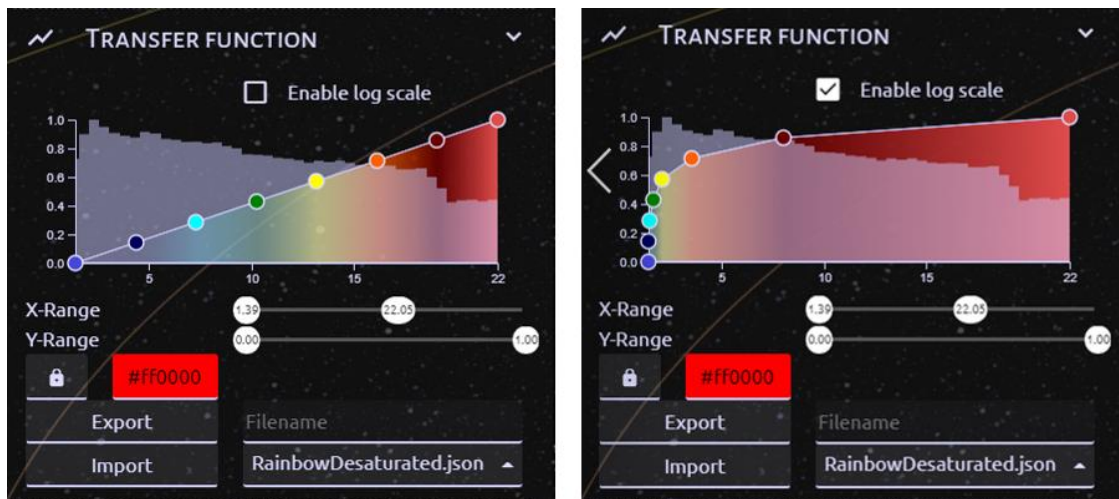 TRANSFER FUNCTION
Enable log scale
1.0
0.8
0.6
0.4
0.2
0.0
5
10
15
22
X-Range
1.39
22.05
Y-Range
0.00
1.00
#ff0000
Export
Filename
Import
RainbowDesaturated.json
TRANSFER FUNCTION
Enable log scale
1.0
0.8
0.6
0.4
0.2
0.0
5
10
15
22
X-Range
1.39
22.05
Y-Range
0.00
1.00
#ff0000
Export
Filename
Import
RainbowDesaturated.json